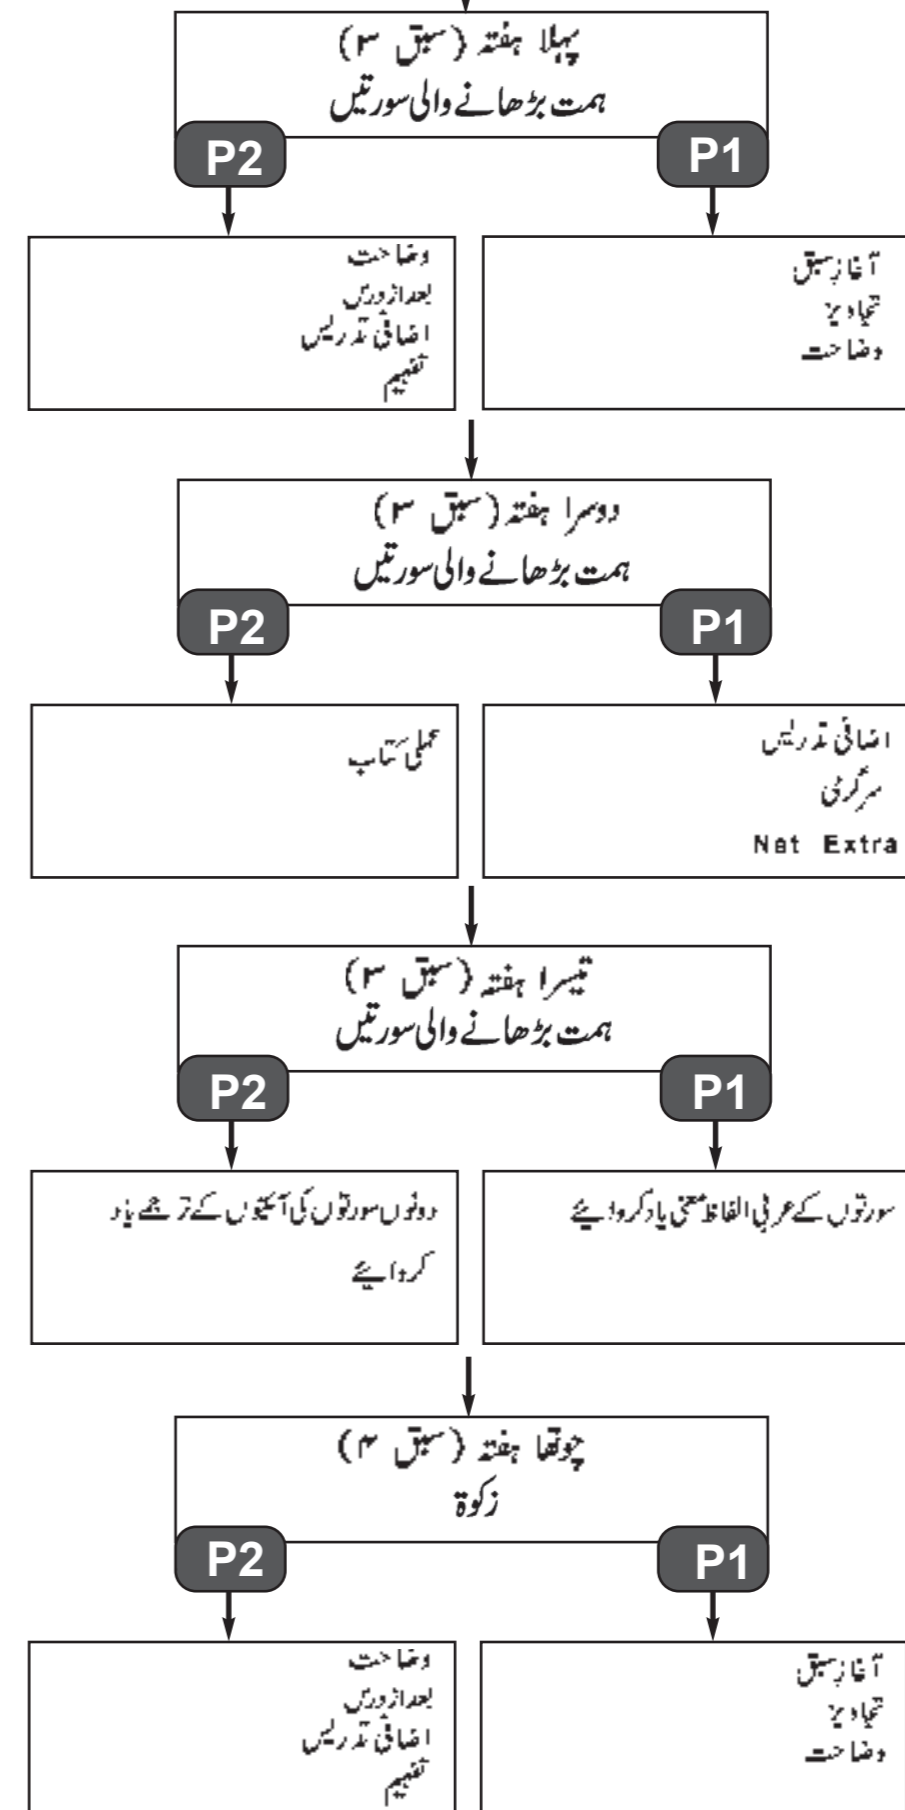 پہلا ہفتہ (سبق ۳)
ہمت بڑھانے والی سورتیں
P1
P2
آغازِ سبق
تجاویز
وضاحت
وضاحت
بعد از درس
اضافی تدریس
تفہیم
دوسرا ہفتہ (سبق ۳)
ہمت بڑھانے والی سورتیں
P1
P2
اضافی تدریس
سرگرمی
Net Extra
عملی کتاب
تیسرا ہفتہ (سبق ۳)
ہمت بڑھانے والی سورتیں
P1
P2
سورتوں کے عربی الفاظ معنی یاد کروایئے
دونوں سورتوں کی آیتوں کے ترجمے یاد
کروایئے
چوتھا ہفتہ (سبق ۴)
زکوة
P1
P2
آغازِ سبق
تجاویز
وضاحت
وضاحت
بعد از درس
اضافی تدریس
تفہیم